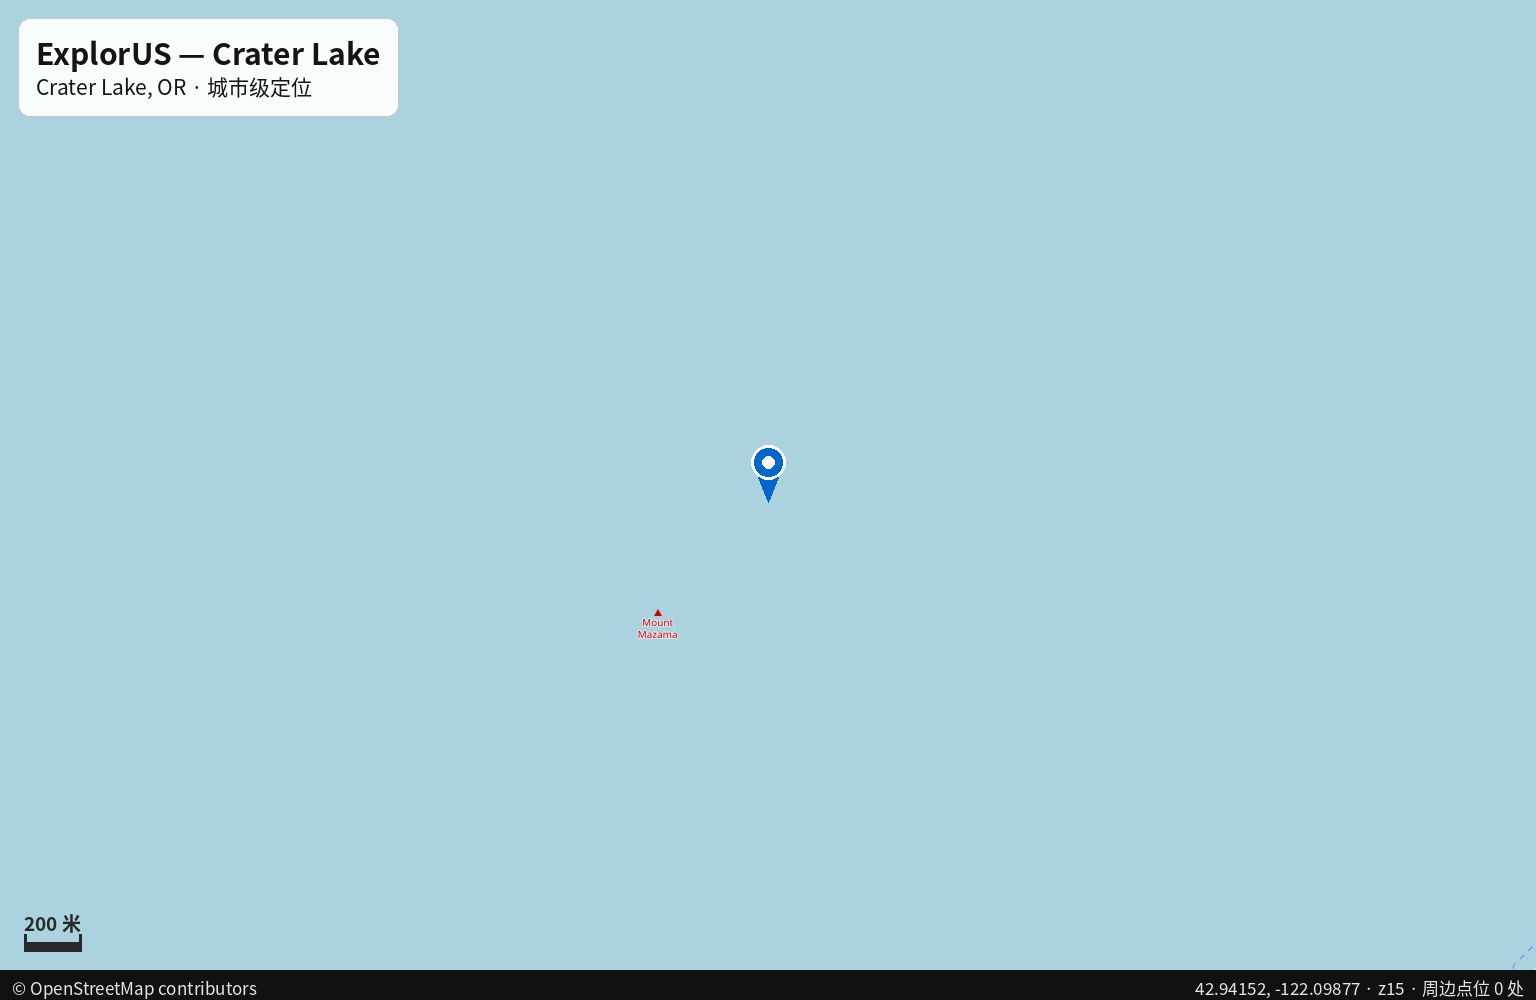 ExplorUS — Crater Lake
Crater Lake, OR · 城市级定位
Mount
Mazama
200 米
© OpenStreetMap contributors
42.94152, -122.09877 · z15 · 周边点位 0 处